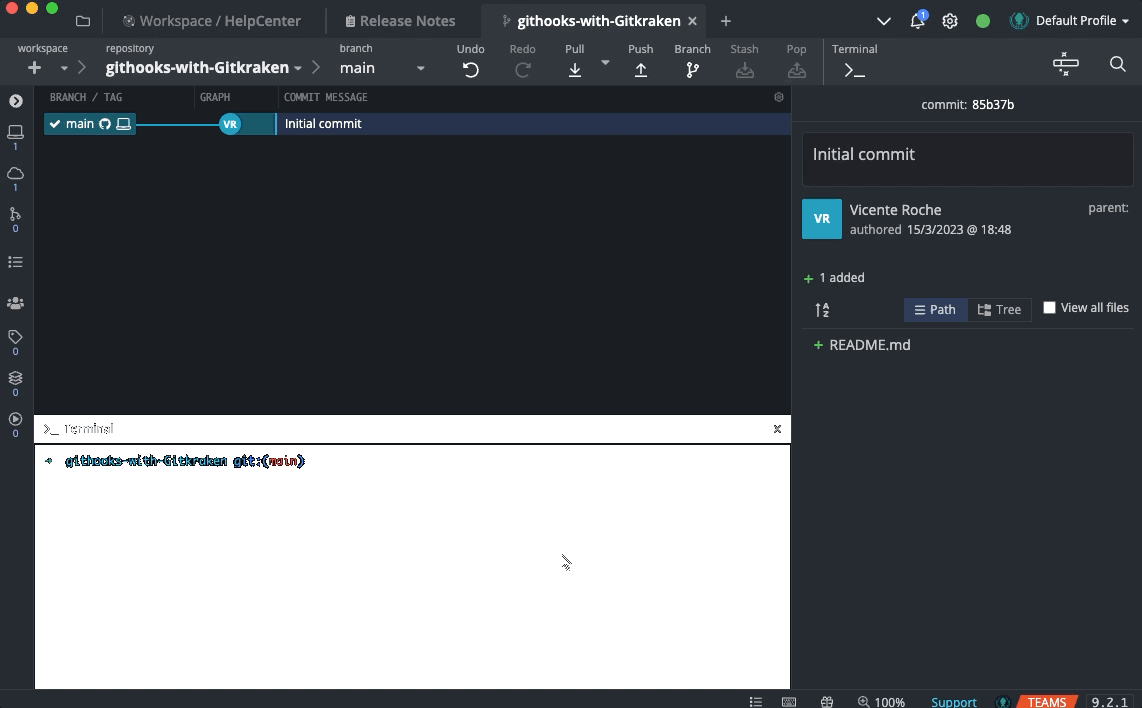 Workspace / HelpCenter
Release Notes
githooks-with-Gitkraken
1
Default Profile
workspace
repository
githooks-with-Gitkraken
branch
main
Undo
Redo
Pull
Push
Branch
Stash
Pop
Terminal
BRANCH / TAG
GRAPH
COMMIT MESSAGE
main
VR
Initial commit
1
1
0
0
0
0
commit: 85b37b
Initial commit
VR
Vicente Roche
authored 15/3/2023 @ 18:48
parent:
+ 1 added
Path
Tree
View all files
+ README.md
>_ Terminal
x
→ githooks-with-Gitkraken git:(main)
100%
Support
TEAMS
9.2.1